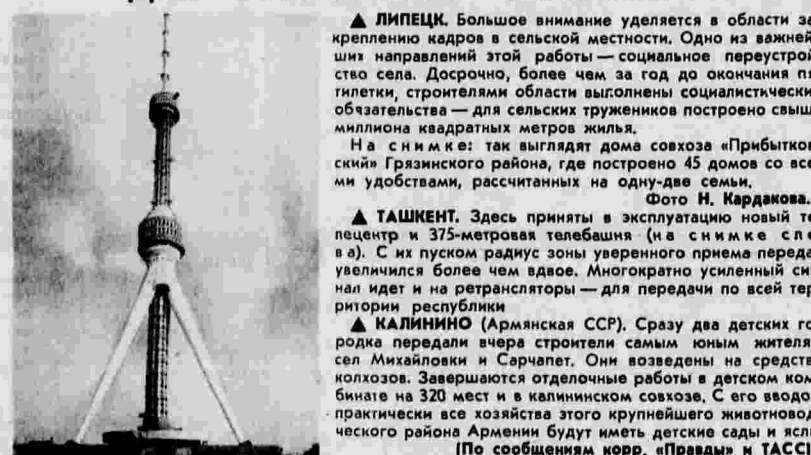 ▲ ЛИПЕЦК. Большое внимание уделяется в области за
креплению кадров в сельской местности. Одно из важней
ших направлений этой работы — социальное переустрой
ство села. Досрочно, более чем за год до окончания пя
тилетки, строителями области выполнены социалистически
обязательства — для сельских тружеников построено свыш
миллиона квадратных метров жилья.
На снимке: так выглядят дома совхоза «Прибытков
ский» Грязинского района, где построено 45 домов со все
ми удобствами, рассчитанных на одну-две семьи.
Фото Н. Кардакова.
▲ ТАШКЕНТ. Здесь приняты в эксплуатацию новый те
лецентр и 375-метровая телебашня (на снимке сле
ва). С их пуском радиус зоны уверенного приема переда
увеличился более чем вдвое. Многократно усиленный сиг
нал идет и на ретрансляторы — для передачи по всей тер
ритории республики
▲ КАЛИНИНО (Армянская ССР). Сразу два детских го
родка передали вчера строители самым юным жителя
сел Михайловки и Сарчапет. Они возведены на средств
колхозов. Завершаются отделочные работы в детском ком
бинате на 320 мест и в калининском совхозе. С его вводо
практически все хозяйства этого крупнейшего животновод
ческого района Армении будут иметь детские сады и ясли
(По сообщениям корр. «Правды» и ТАСС)